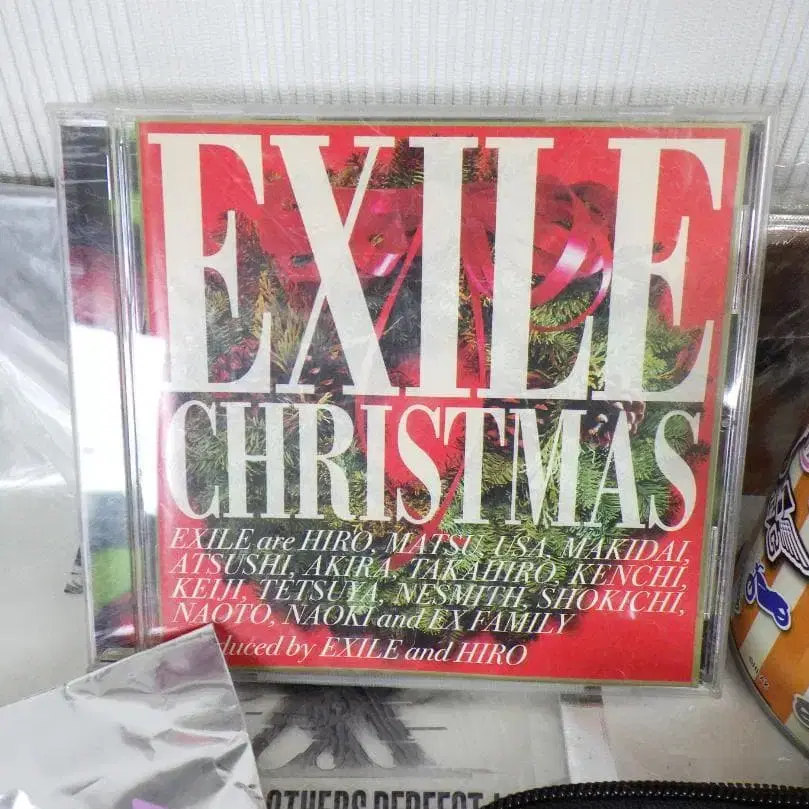 EXILE
CHRISTMAS
EXILE are HIRO, MATSU, USA, MAKIDAI,
ATSUSHI, AKIRA, TAKAHIRO, KENCHI,
KEIJI, TETSUYA, NESMITH, SHOKICHI,
NAOTO, NAOKI and EX FAMILY
by EXILE and HIRO
PERFECT